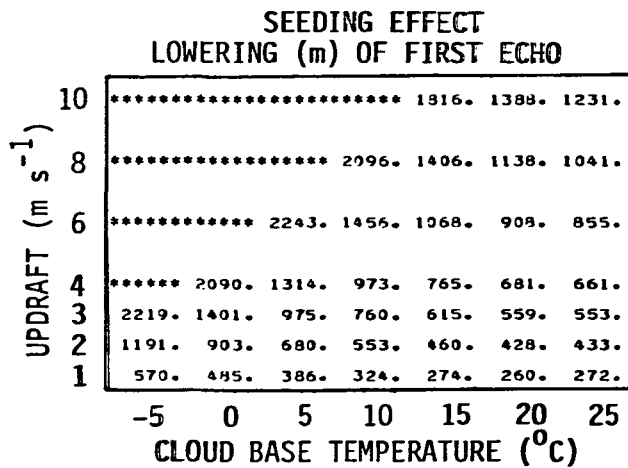 SEEDING EFFECT
LOWERING (m) OF FIRST ECHO
UPDRAFT (m s⁻¹)
10 ************************** 1816. 1388. 1231.
8 ******************** 2096. 1406. 1138. 1041.
6 ************* 2243. 1456. 1068. 908. 855.
4 ****** 2090. 1314. 973. 765. 681. 661.
3 2219. 1401. 975. 760. 615. 559. 553.
2 1191. 903. 680. 553. 460. 428. 433.
1 570. 485. 386. 324. 274. 260. 272.
-5 0 5 10 15 20 25
CLOUD BASE TEMPERATURE (⁰C)